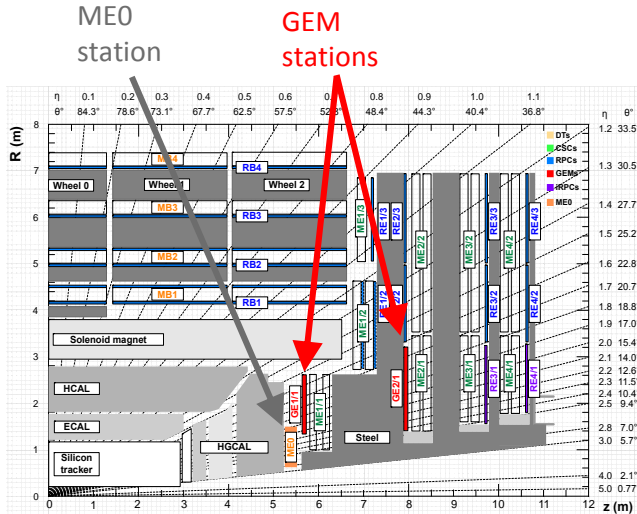 ME0
station
GEM
stations
η 0.1 0.2 0.3 0.4 0.5 0.6 0.8 0.9 1.0 1.1
θ° 84.3° 78.6° 73.1° 67.7° 62.5° 57.5° 48.4° 44.3° 40.4° 36.8° η θ°
R (m)
8
7
6
5
4
3
2
1
0
1.2 33.5
1.3 30.5
1.4 27.7
1.5 25.2
1.6 22.8
1.7 20.7
1.8 18.8
1.9 17.0
2.0 15.4
2.1 14.0
2.2 12.6
2.3 11.5
2.4 10.4
2.5 9.4°
2.8 7.0°
3.0 5.7°
4.0 2.1°
5.0 0.77
DTs
CSCs
RPCs
GEMs
iRPCs
ME0
MB4
RB4
Wheel 0
Wheel 1
Wheel 2
MB3
RB3
MB2
RB2
MB1
RB1
Solenoid magnet
HCAL
ECAL
Silicon
tracker
HGCAL
Steel
ME0
GE1/1
ME1/1
ME1/2
ME1/3
RE1/3
RE2/3
RE1/2
GE2/1
ME2/1
ME2/2
ME3/2
ME3/1
RE3/3
RE3/2
RE3/1
ME4/2
ME4/1
RE4/3
RE4/2
RE4/1
0 1 2 3 4 5 6 7 8 9 10 11 12 z (m)